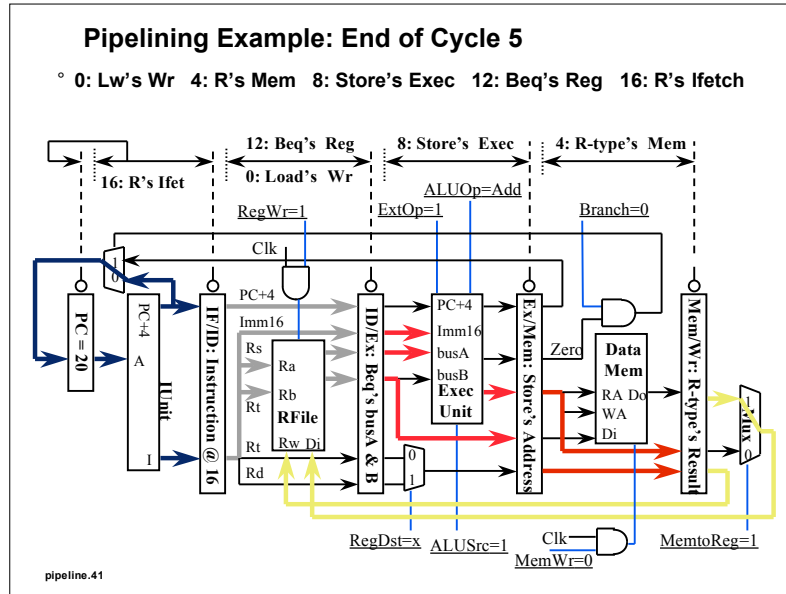 Pipelining Example: End of Cycle 5
° 0: Lw's Wr 4: R's Mem 8: Store's Exec 12: Beq's Reg 16: R's Ifetch
12: Beq's Reg
8: Store's Exec
4: R-type's Mem
16: R's Ifet
0: Load's Wr
ALUOp=Add
RegWr=1
ExtOp=1
Branch=0
Clk
1
0
PC = 20
PC+4
A
IUnit
I
IF/ID: Instruction @ 16
PC+4
Imm16
Rs
Ra
Rb
Rt
RFile
Rt
Rw Di
Rd
ID/Ex: Beq's busA & B
0
1
PC+4
Imm16
busA
busB
Exec
Unit
Ex/Mem: Store's Address
Zero
Data
Mem
RA Do
WA
Di
Mem/Wr: R-type's Result
1
Mux
0
RegDst=x
ALUSrc=1
Clk
MemWr=0
MemtoReg=1
pipeline.41